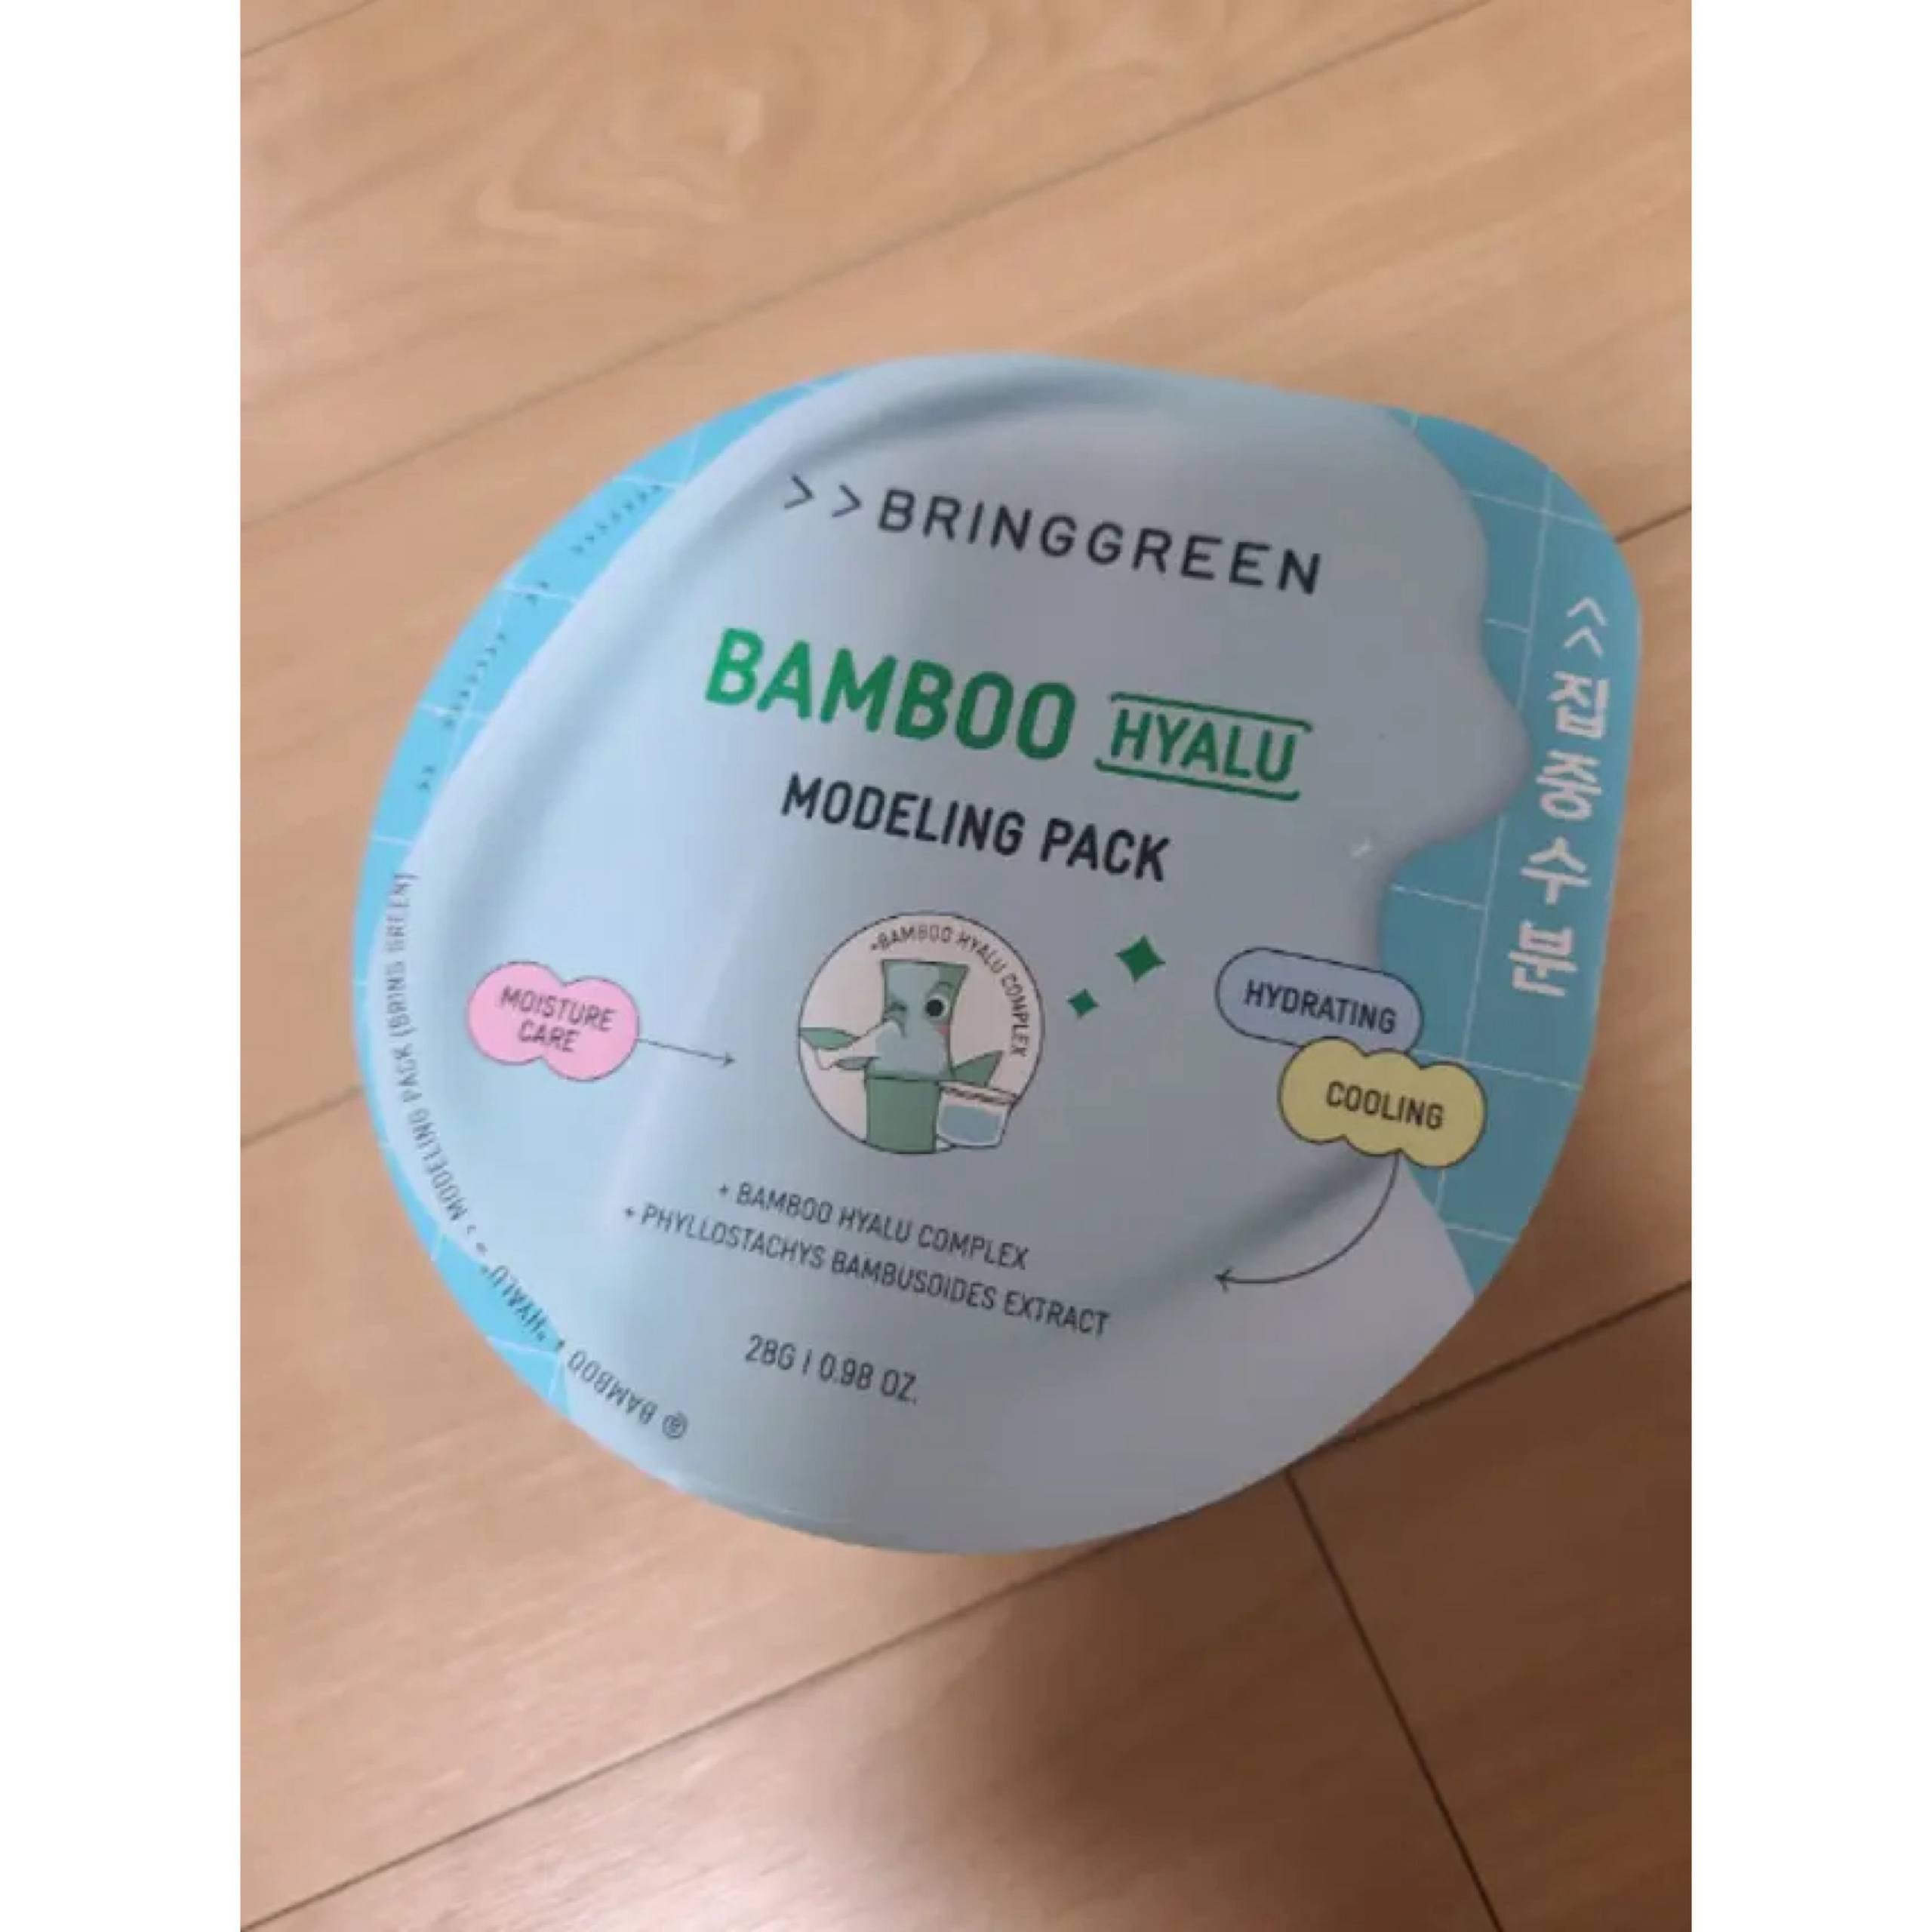 >>BRINGGREEN
BAMBOO HYALU
MODELING PACK
+BAMBOO HYALU COMPLEX
MOISTURE
CARE
HYDRATING
COOLING
+ BAMBOO HYALU COMPLEX
+ PHYLLOSTACHYS BAMBUSOIDES EXTRACT
28G | 0.98 OZ.
<<집중수분
@ BAMBOO + "HYALU" = > MODELING PACK (BRING GREEN)